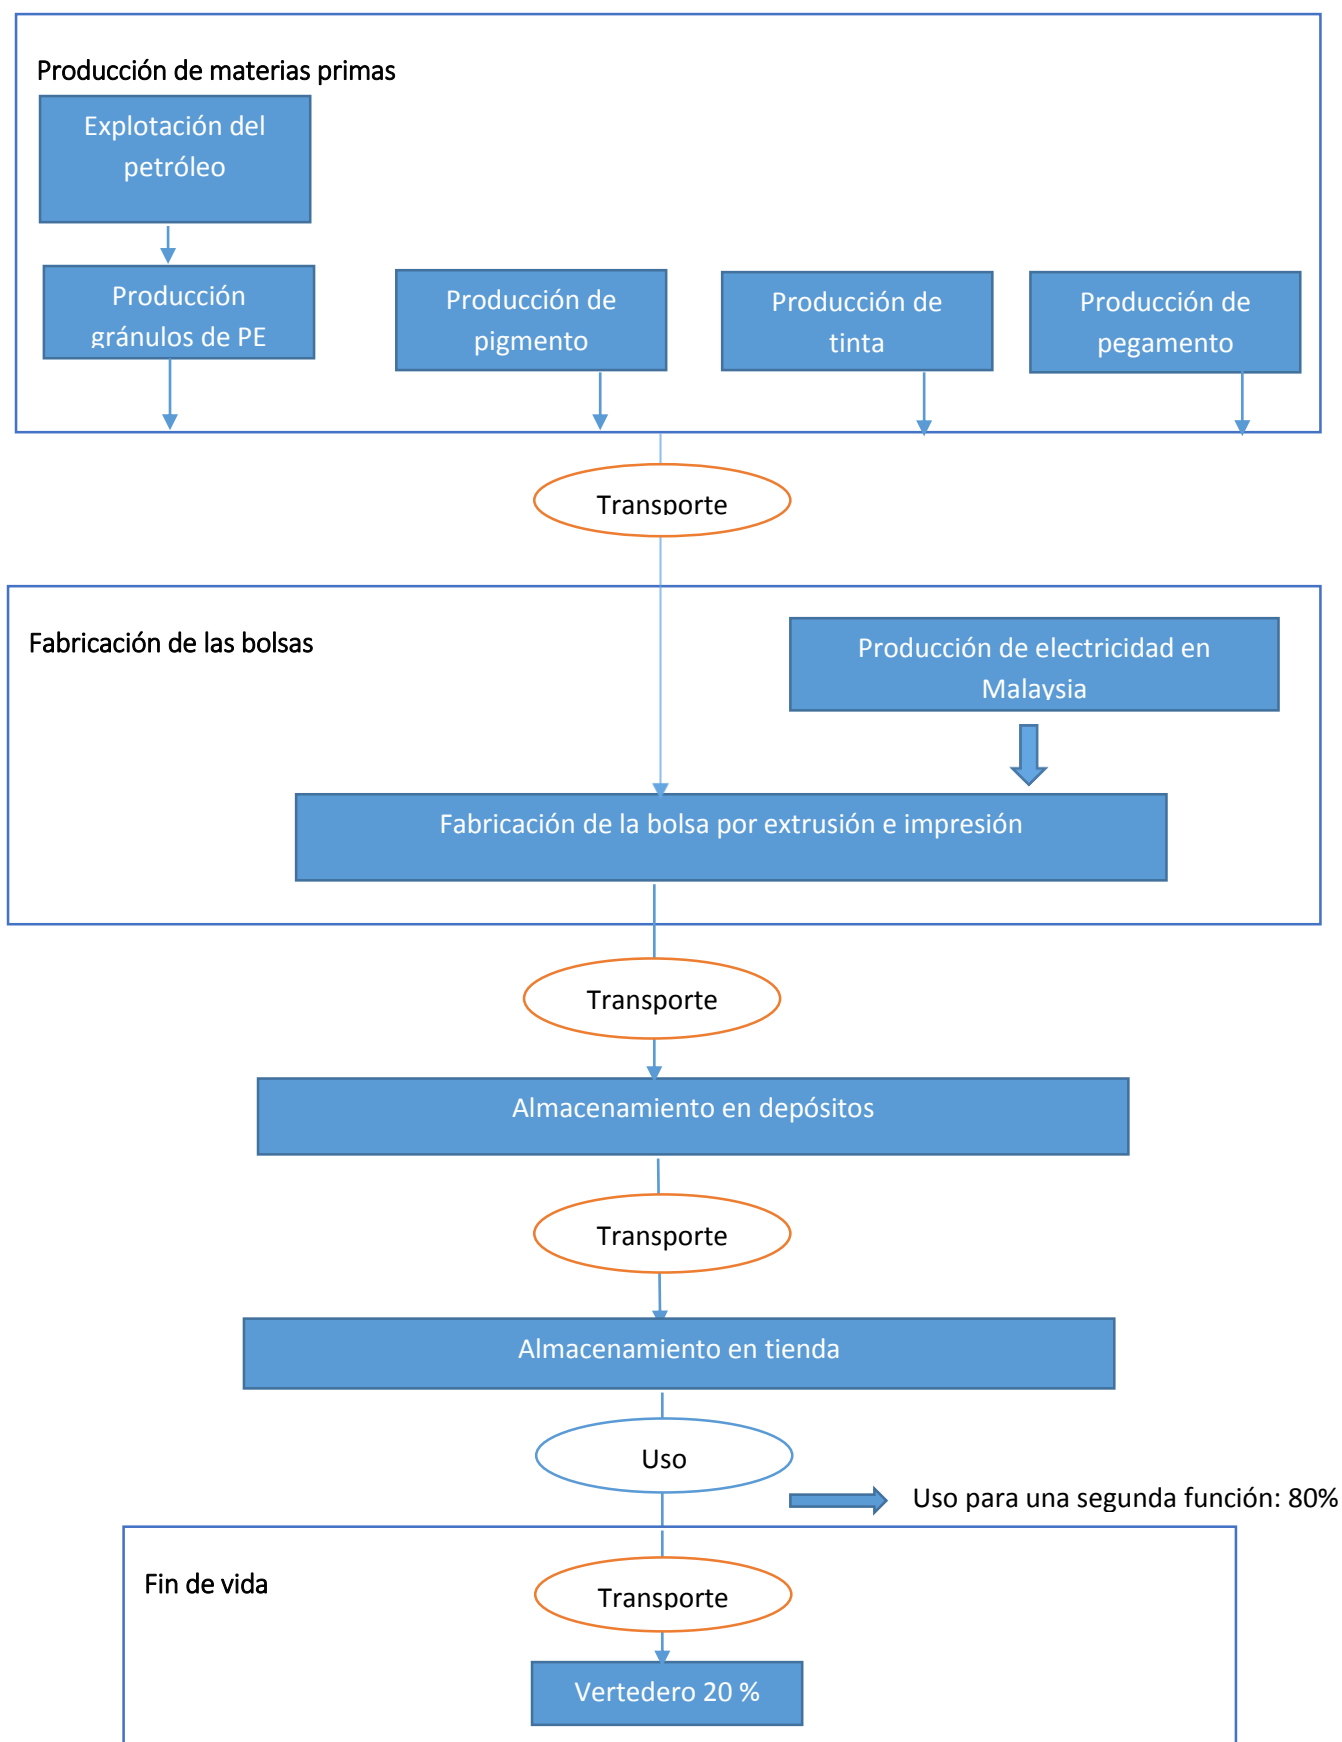 Producción de materias primas
Explotación del
petróleo
Producción
gránulos de PE
Producción de
pigmento
Producción de
tinta
Producción de
pegamento
Transporte
Fabricación de las bolsas
Producción de electricidad en
Malaysia
Fabricación de la bolsa por extrusión e impresión
Transporte
Almacenamiento en depósitos
Transporte
Almacenamiento en tienda
Uso
Uso para una segunda función: 80%
Fin de vida
Transporte
Vertedero 20 %